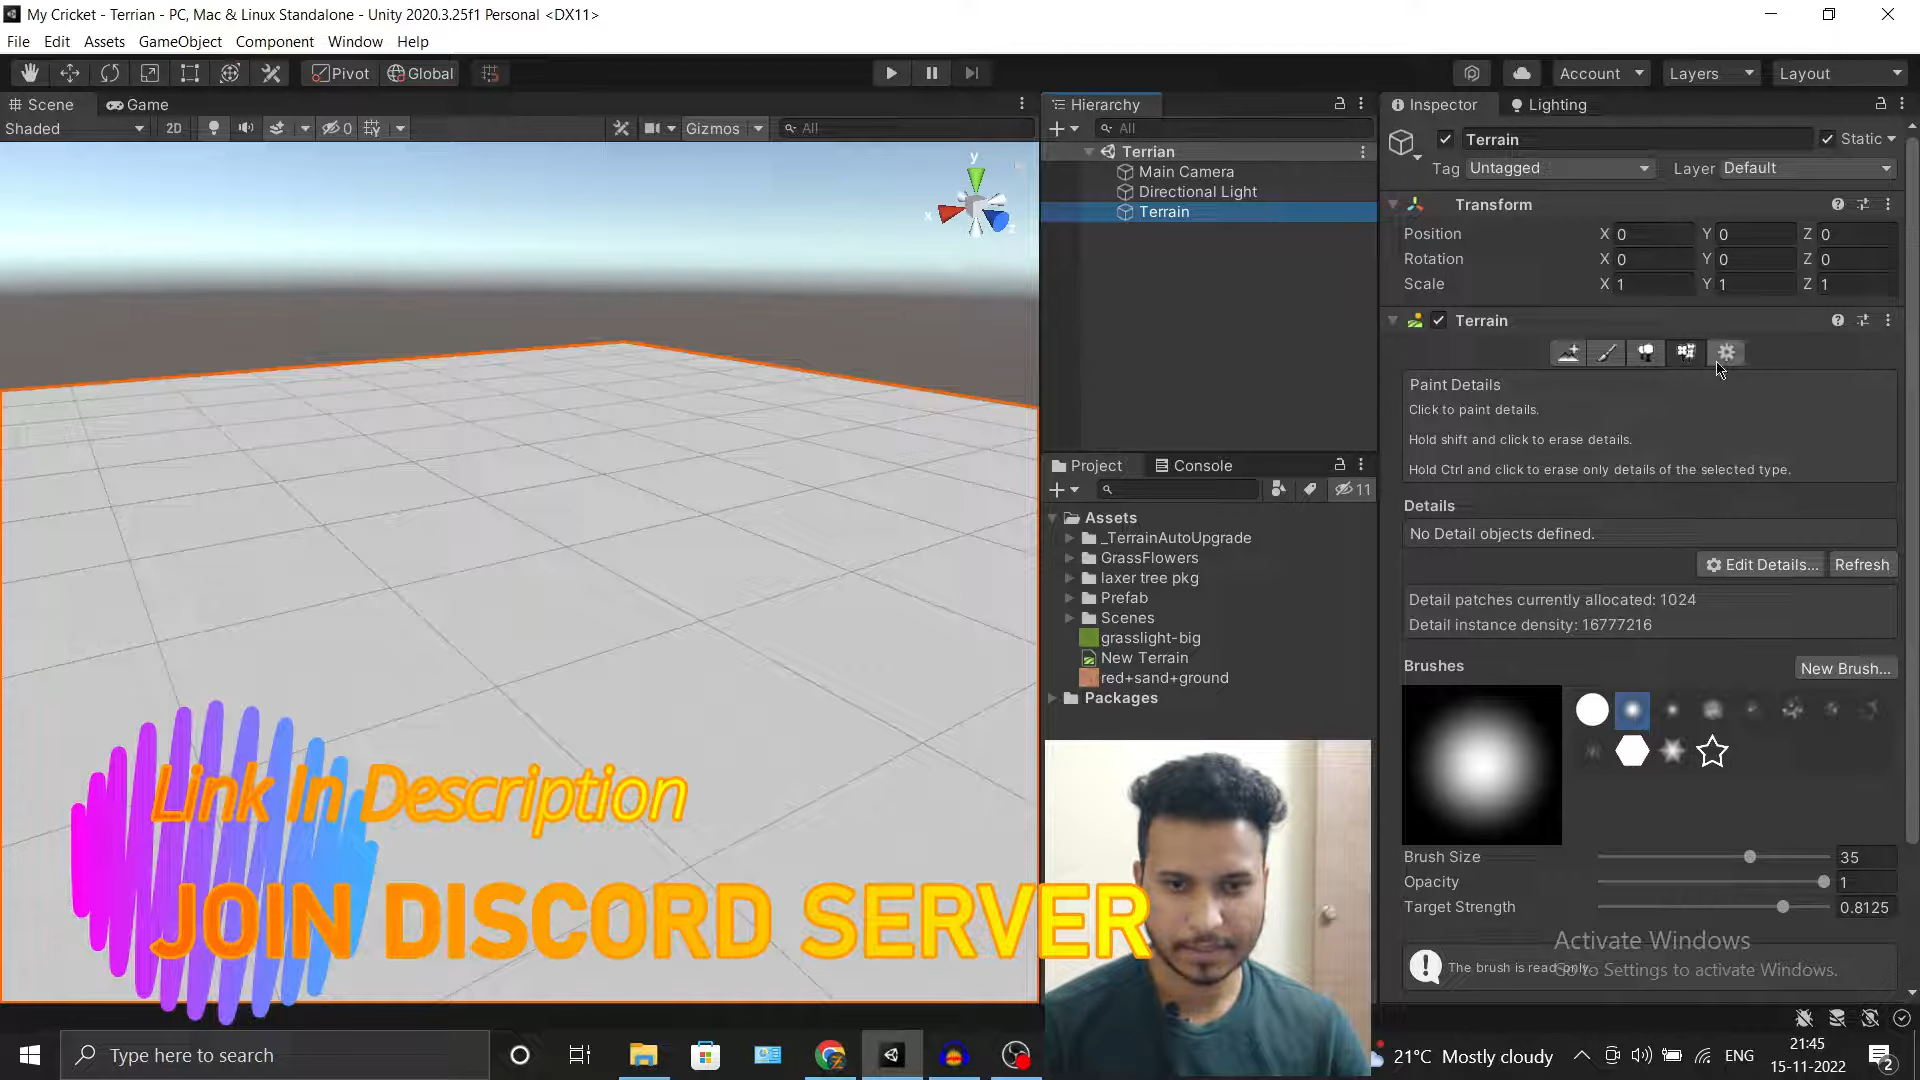 My Cricket - Terrian - PC, Mac & Linux Standalone - Unity 2020.3.25f1 Personal <DX11>
File Edit Assets GameObject Component Window Help
Pivot Global Account Layers Layout
Scene Game
Shaded 2D 0 Gizmos All
y
x
z
Hierarchy
All
Terrian
Main Camera
Directional Light
Terrain
Project Console
11
Assets
_TerrainAutoUpgrade
GrassFlowers
laxer tree pkg
Prefab
Scenes
grasslight-big
New Terrain
red+sand+ground
Packages
Inspector Lighting
Terrain Static
Tag Untagged Layer Default
Transform
Position X 0 Y 0 Z 0
Rotation X 0 Y 0 Z 0
Scale X 1 Y 1 Z 1
Terrain
Paint Details
Click to paint details.
Hold shift and click to erase details.
Hold Ctrl and click to erase only details of the selected type.
Details
No Detail objects defined.
Edit Details... Refresh
Detail patches currently allocated: 1024
Detail instance density: 16777216
Brushes
New Brush...
Brush Size 35
Opacity 1
Target Strength 0.8125
The brush is read only.
Activate Windows
Go to Settings to activate Windows.
Link In Description
JOIN DISCORD SERVER
Type here to search
21°C Mostly cloudy
ENG
21:45
15-11-2022
2